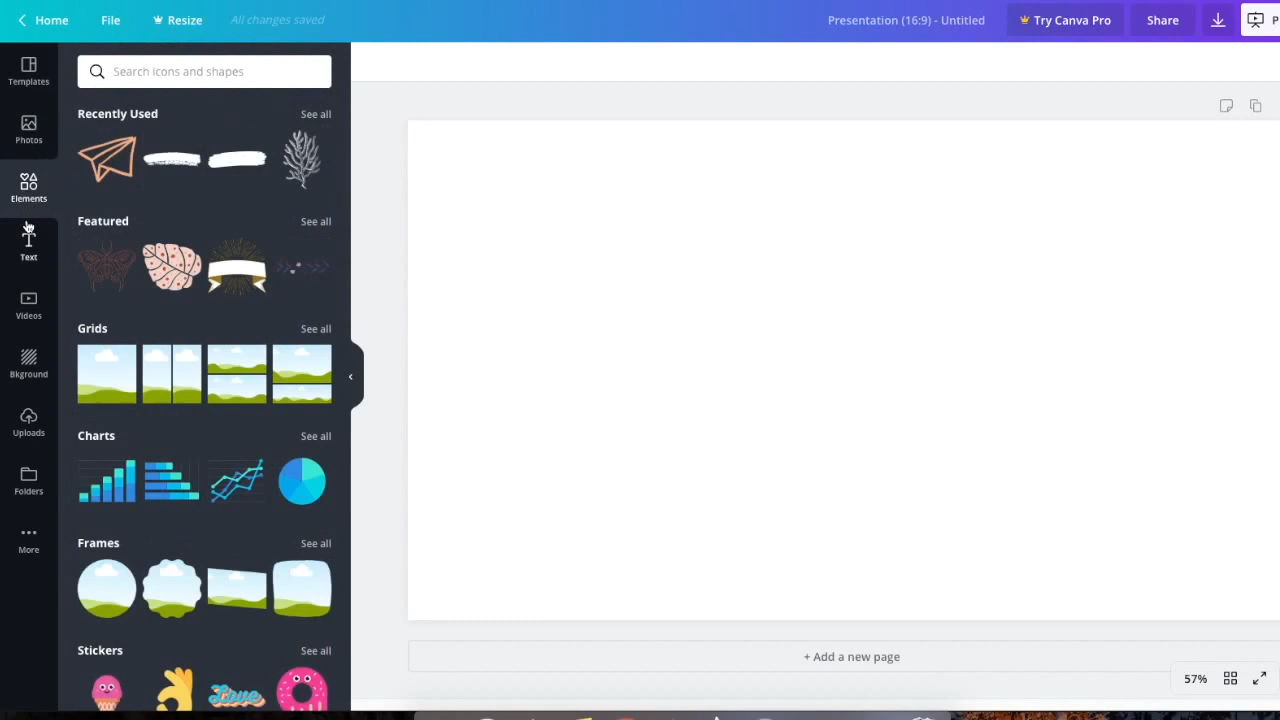 Home
File
Resize
All changes saved
Presentation (16:9) - Untitled
Try Canva Pro
Share
P
Templates
Photos
Elements
Text
Videos
Bkground
Uploads
Folders
More
Search icons and shapes
Recently Used
See all
Featured
See all
Grids
See all
Charts
See all
Frames
See all
Stickers
See all
Love
+ Add a new page
57%